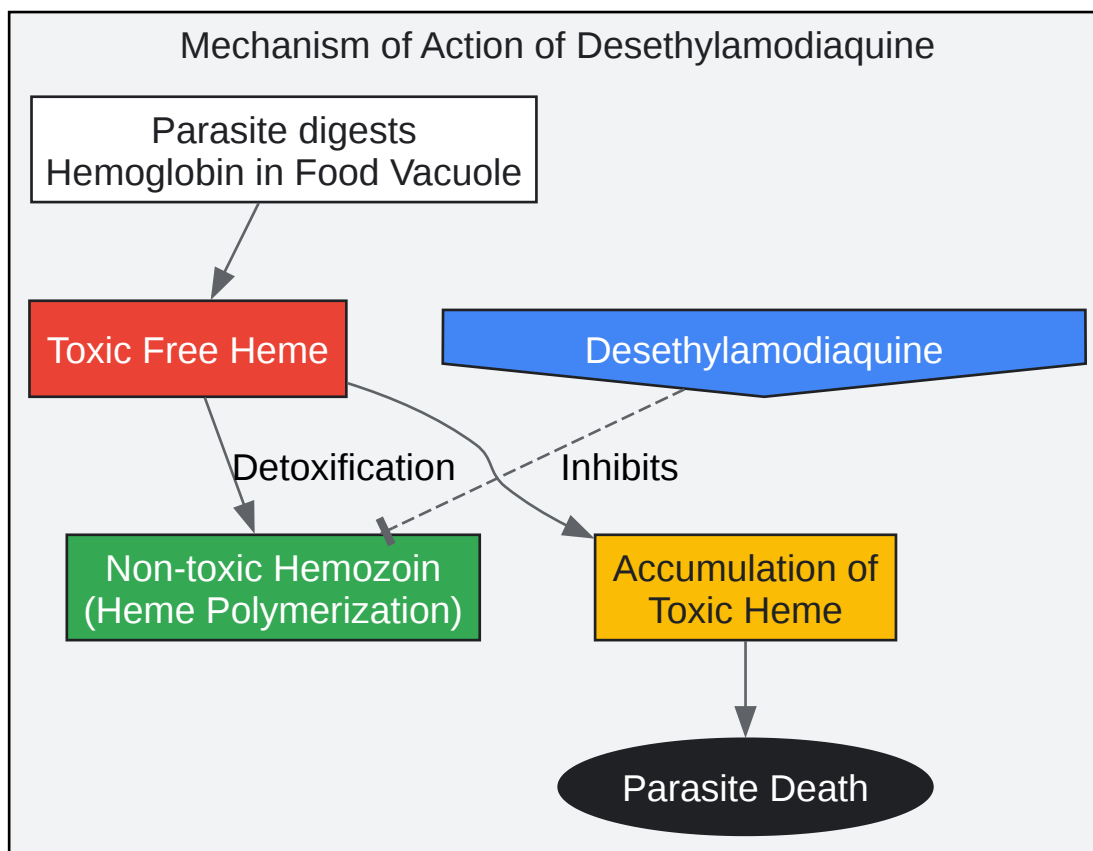 Mechanism of Action of Desethylamodiaquine
Parasite digests
Hemoglobin in Food Vacuole
Toxic Free Heme
Desethylamodiaquine
Detoxification
Inhibits
Non-toxic Hemozoin
(Heme Polymerization)
Accumulation of
Toxic Heme
Parasite Death